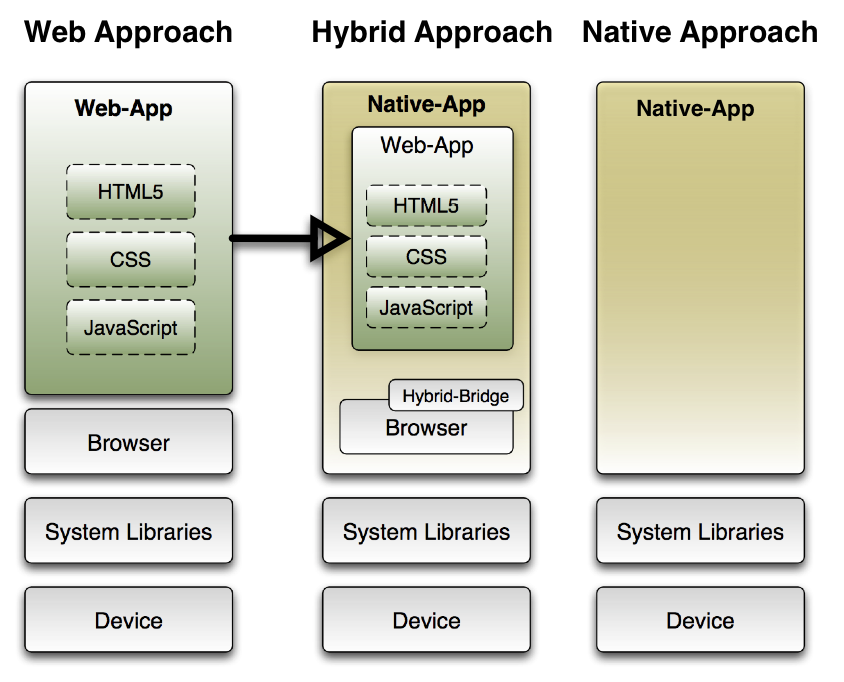 Web Approach
Web-App
HTML5
CSS
JavaScript
Browser
System Libraries
Device
Hybrid Approach
Native-App
Web-App
HTML5
CSS
JavaScript
Hybrid-Bridge
Browser
System Libraries
Device
Native Approach
Native-App
System Libraries
Device